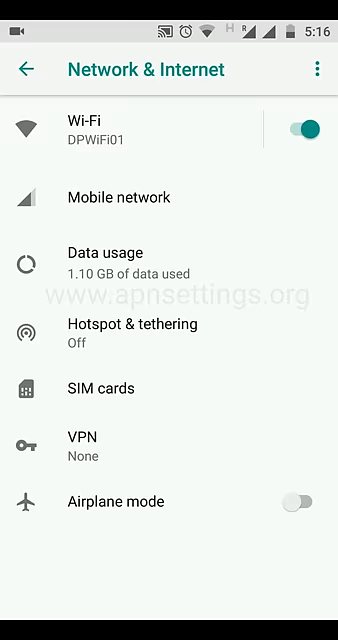 H R 5:16
Network & Internet
Wi-Fi
DPWiFi01
Mobile network
Data usage
1.10 GB of data used
www.apnsettings.org
Hotspot & tethering
Off
SIM cards
VPN
None
Airplane mode